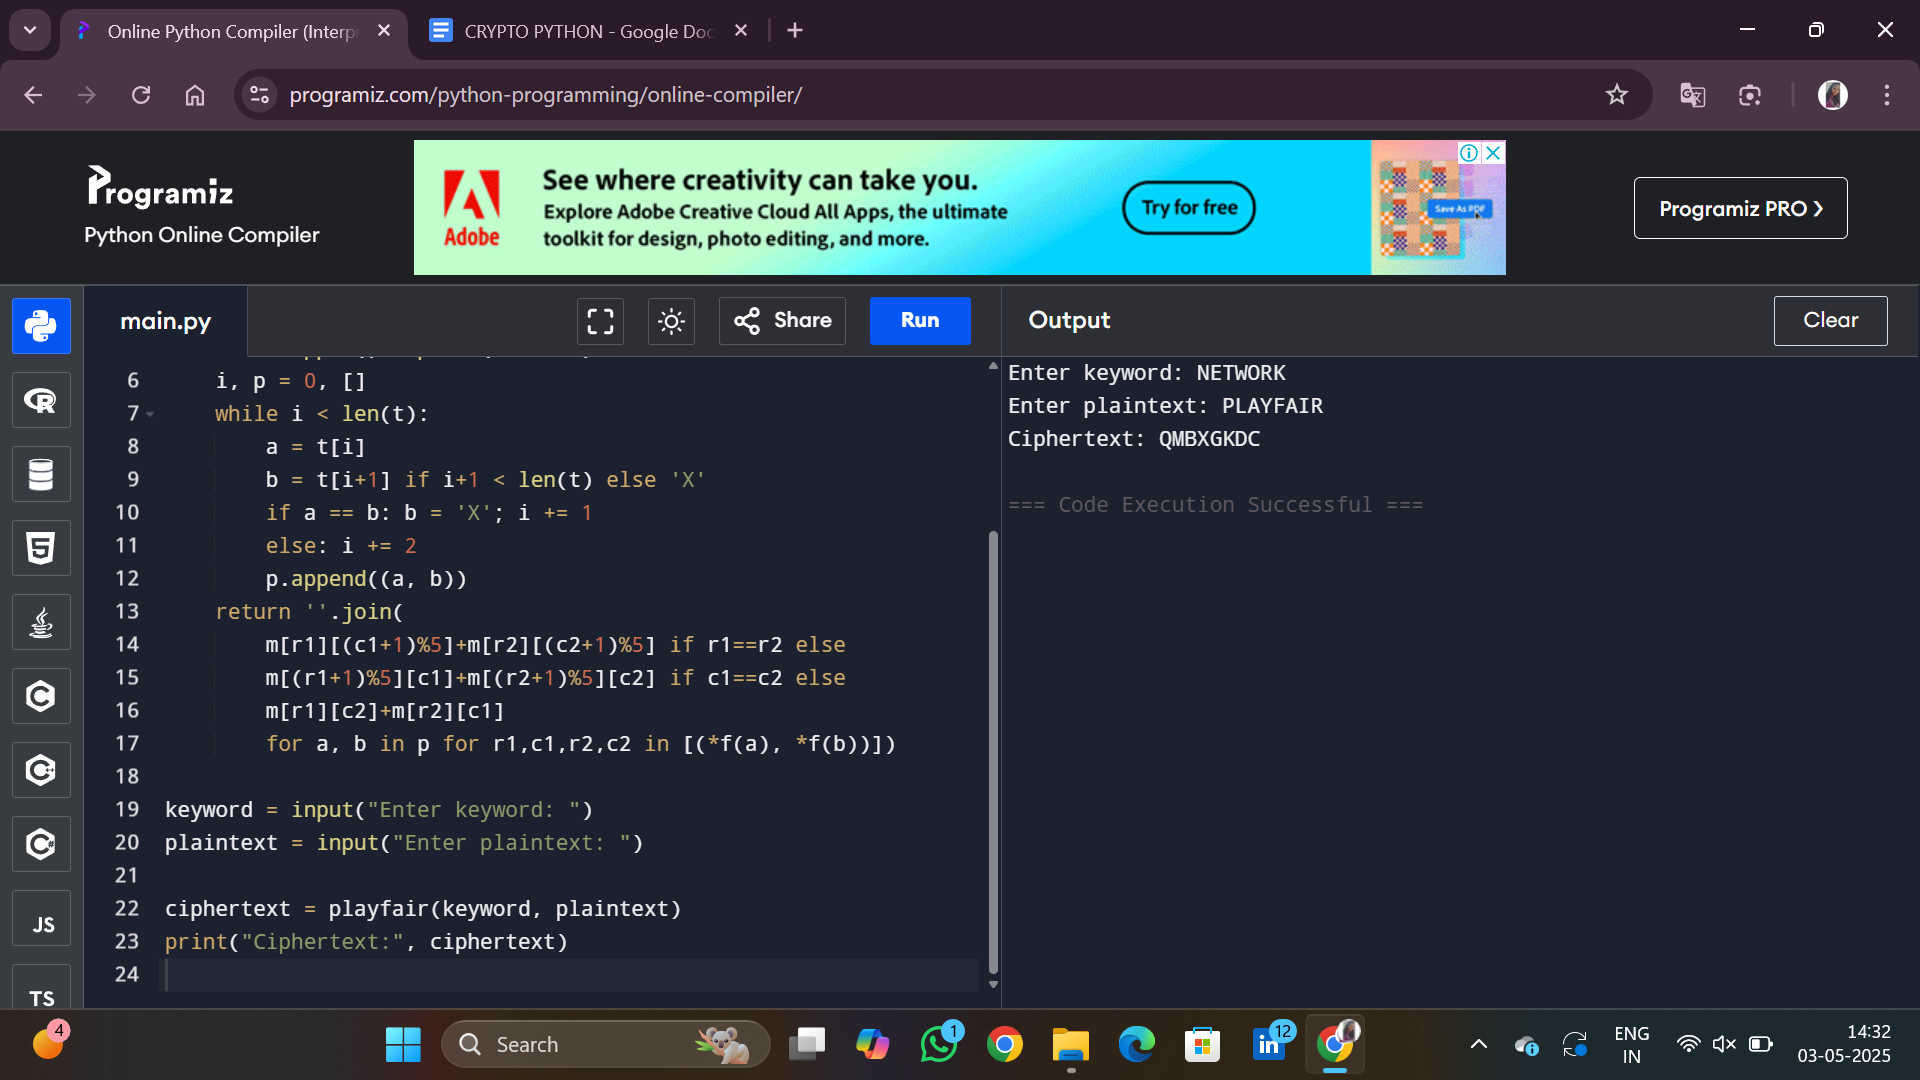 Online Python Compiler (Interp
CRYPTO PYTHON - Google Doc
programiz.com/python-programming/online-compiler/
Programiz
Python Online Compiler
Adobe
See where creativity can take you.
Explore Adobe Creative Cloud All Apps, the ultimate
toolkit for design, photo editing, and more.
Try for free
Save As PDF
Programiz PRO ❯
main.py
Share
Run
Output
Clear
6 i, p = 0, []
7 while i < len(t):
8 a = t[i]
9 b = t[i+1] if i+1 < len(t) else 'X'
10 if a == b: b = 'X'; i += 1
11 else: i += 2
12 p.append((a, b))
13 return ''.join(
14 m[r1][(c1+1)%5]+m[r2][(c2+1)%5] if r1==r2 else
15 m[(r1+1)%5][c1]+m[(r2+1)%5][c2] if c1==c2 else
16 m[r1][c2]+m[r2][c1]
17 for a, b in p for r1,c1,r2,c2 in [(*f(a), *f(b))])
18
19 keyword = input("Enter keyword: ")
20 plaintext = input("Enter plaintext: ")
21
22 ciphertext = playfair(keyword, plaintext)
23 print("Ciphertext:", ciphertext)
24
Enter keyword: NETWORK
Enter plaintext: PLAYFAIR
Ciphertext: QMBXGKDC
=== Code Execution Successful ===
R
5
C
C++
C#
JS
TS
4
Search
1
12
ENG
IN
14:32
03-05-2025